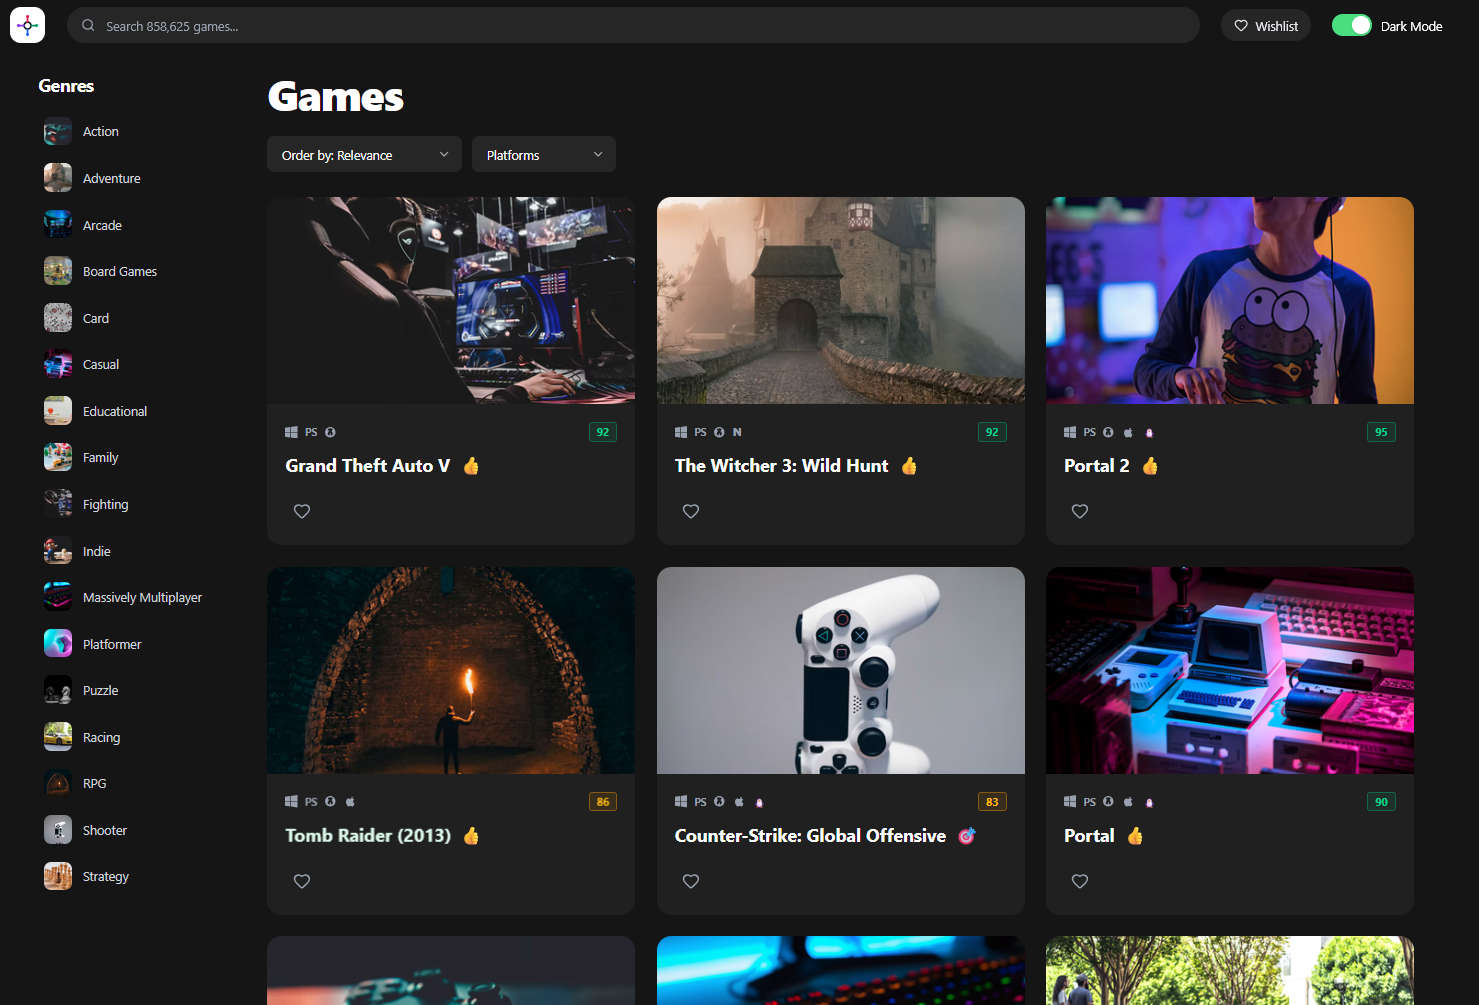 Search 858,625 games...
Wishlist
Dark Mode
Genres
Action
Adventure
Arcade
Board Games
Card
Casual
Educational
Family
Fighting
Indie
Massively Multiplayer
Platformer
Puzzle
Racing
RPG
Shooter
Strategy
Games
Order by: Relevance
Platforms
PS
92
Grand Theft Auto V
PS N
92
The Witcher 3: Wild Hunt
PS
95
Portal 2
PS
86
Tomb Raider (2013)
PS
83
Counter-Strike: Global Offensive
PS
90
Portal